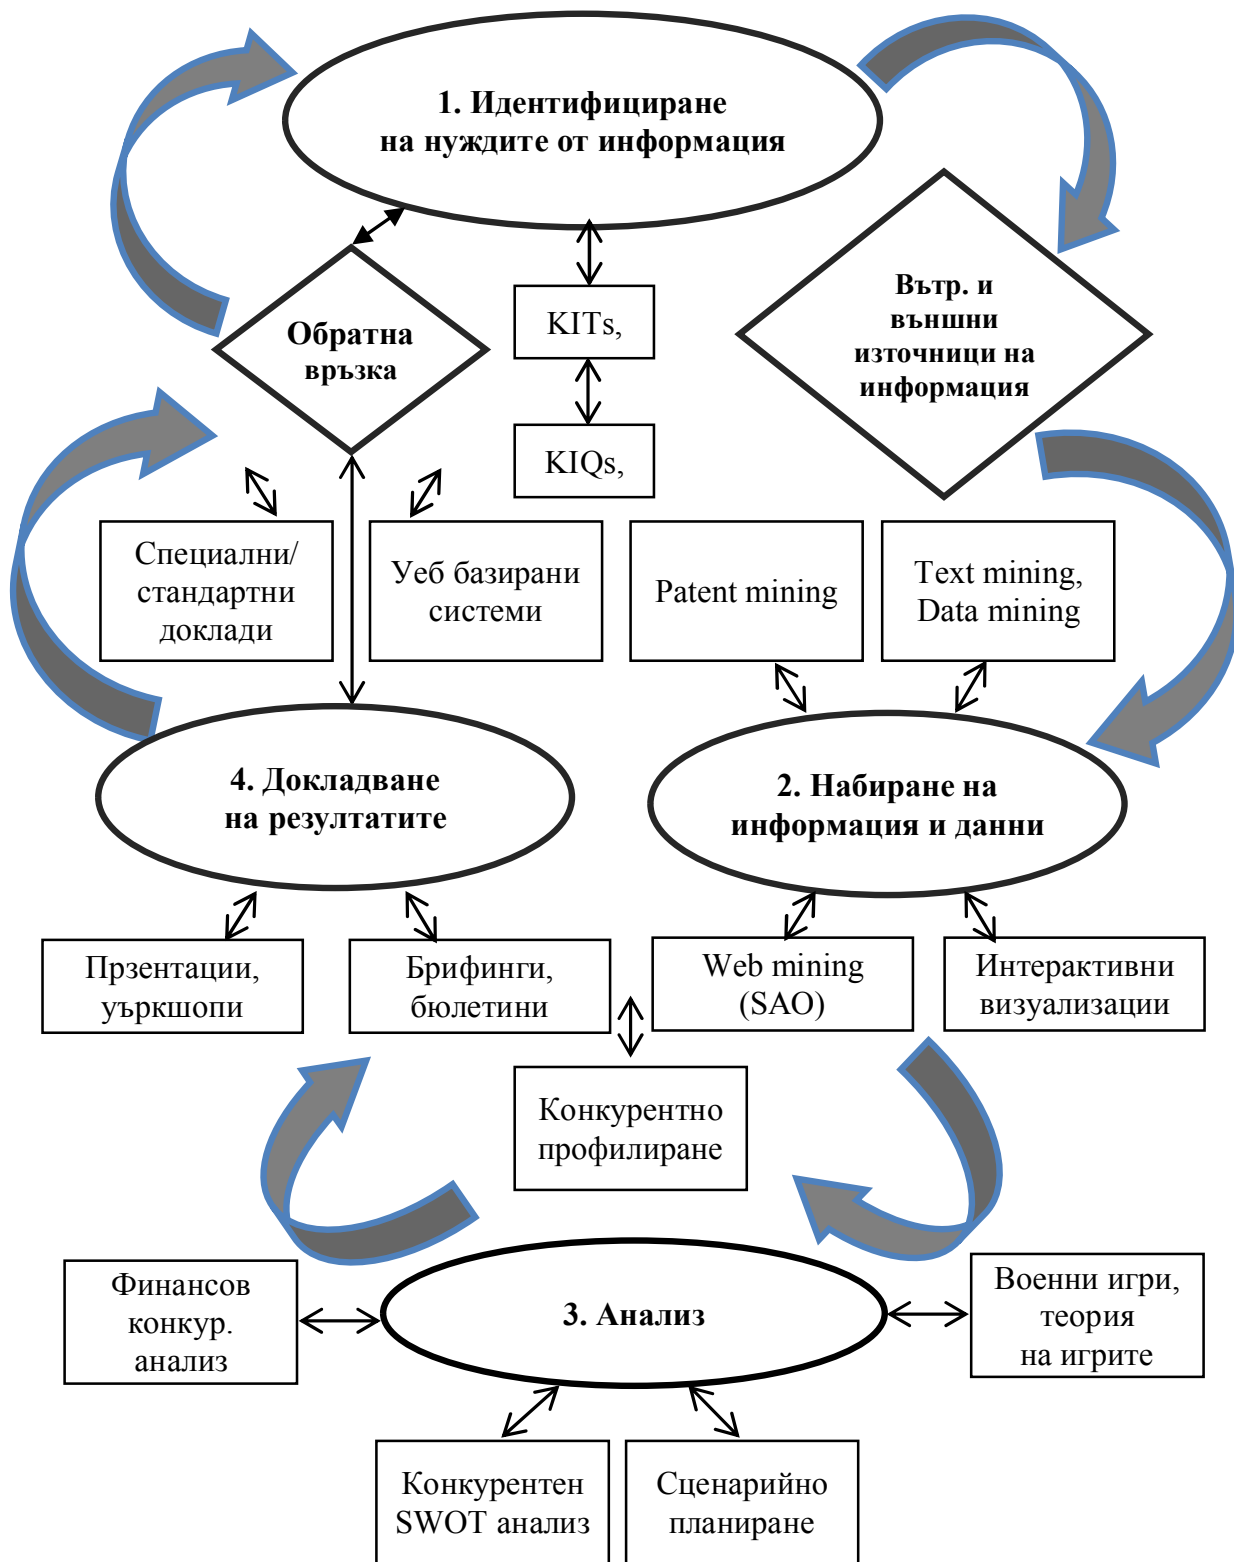 1. Идентифициране
на нуждите от информация
Обратна
връзка
KITs,
KIQs,
Вътр. и
външни
източници на
информация
Специални/
стандартни
доклади
Уеб базирани
системи
Patent mining
Text mining,
Data mining
4. Докладване
на резултатите
2. Набиране на
информация и данни
Прзентации,
уъркшопи
Брифинги,
бюлетини
Web mining
(SAO)
Интерактивни
визуализации
Конкурентно
профилиране
Финансов
конкур.
анализ
3. Анализ
Военни игри,
теория
на игрите
Конкурентен
SWOT анализ
Сценарийно
планиране